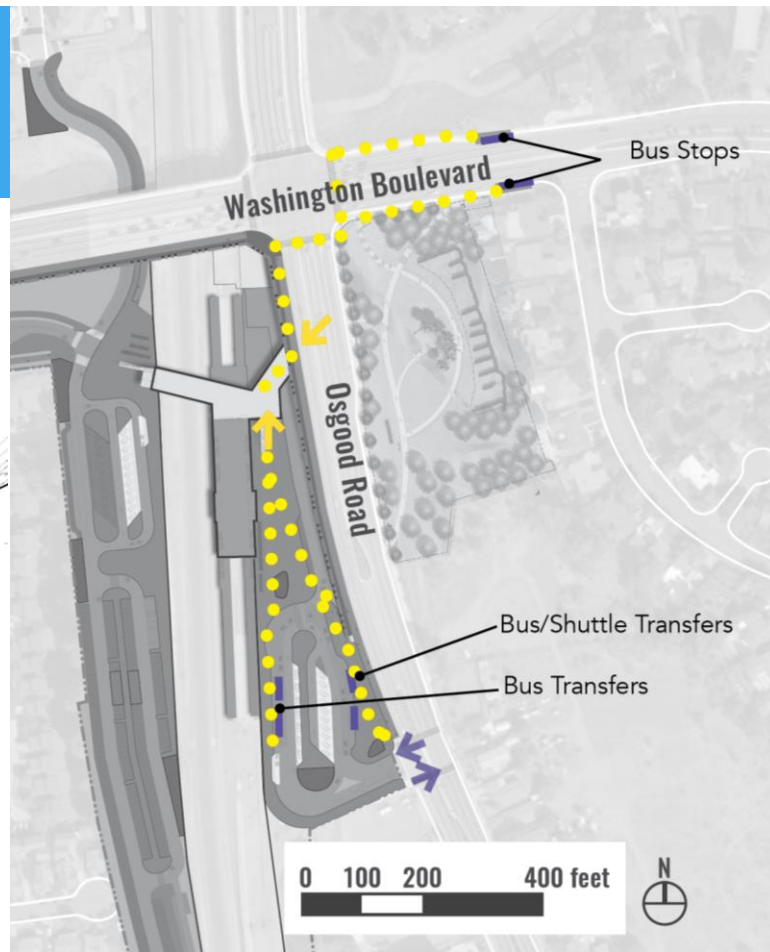 Bus Stops
Washington Boulevard
Osgood Road
Bus/Shuttle Transfers
Bus Transfers
0 100 200 400 feet
N